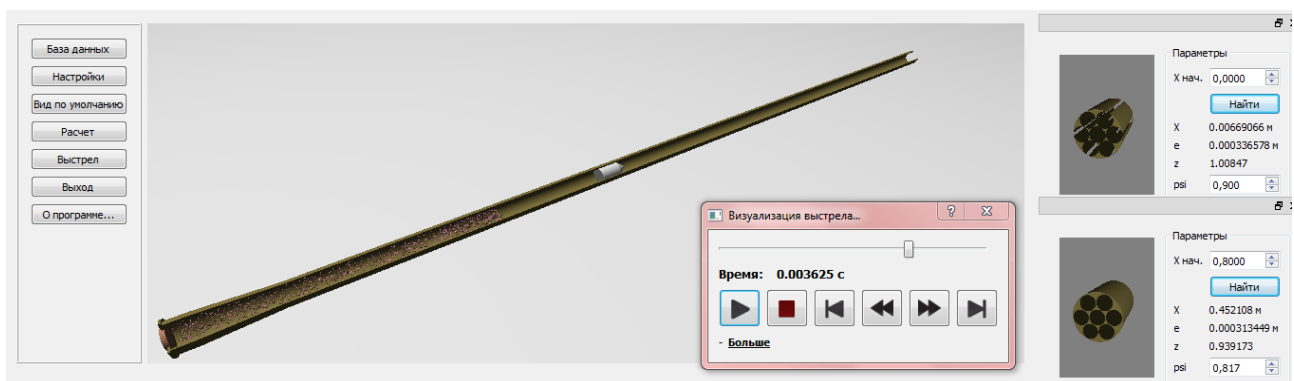 База данных
Настройки
Вид по умолчанию
Расчет
Выстрел
Выход
О программе...
Визуализация выстрела...
Время: 0.003625 с
- Больше
Параметры
X нач. 0,0000
Найти
X 0.00669066 м
e 0.000336578 м
z 1.00847
psi 0,900
Параметры
X нач. 0,8000
Найти
X 0.452108 м
e 0.000313449 м
z 0.939173
psi 0,817